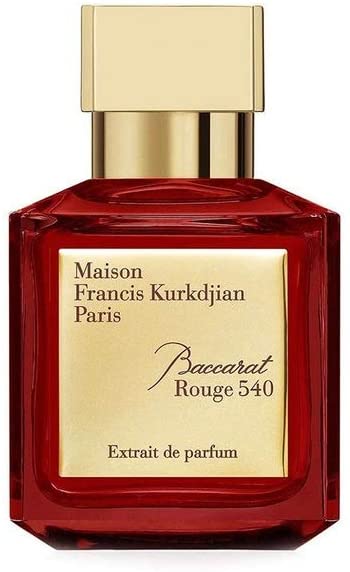 Maison
Francis Kurkdjian
Paris
Baccarat
Rouge 540
Extrait de parfum